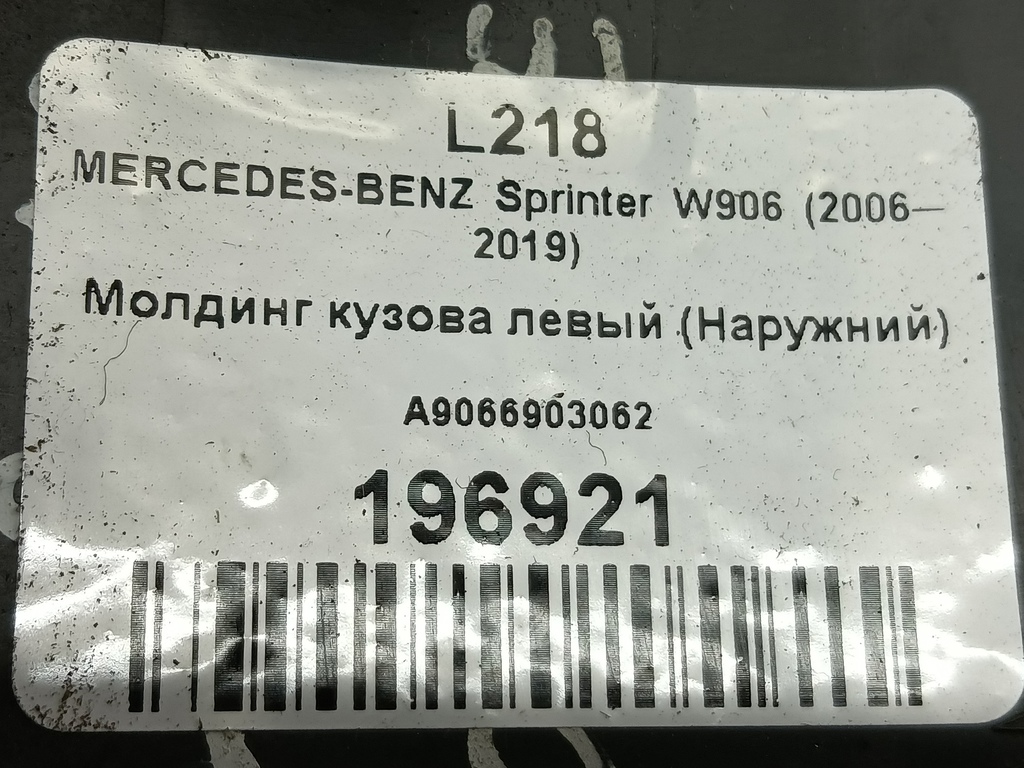 L218
MERCEDES-BENZ Sprinter W906 (2006—
2019)
Молдинг кузова левый (Наружний)
A9066903062
196921